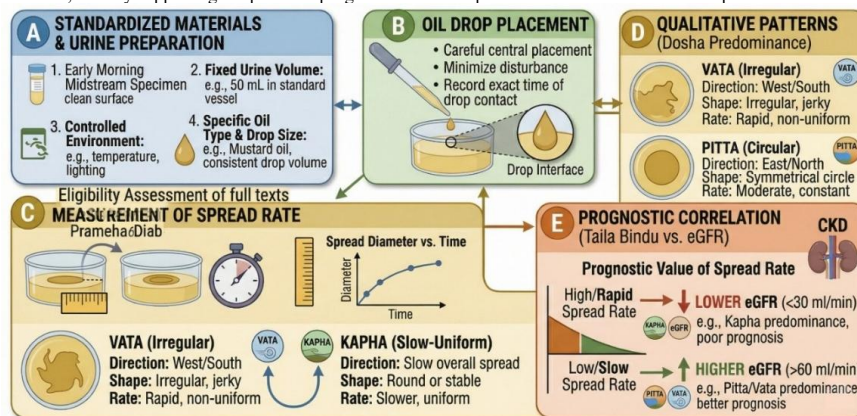 A STANDARDIZED MATERIALS
& URINE PREPARATION
1. Early Morning
Midstream Specimen
clean surface
2. Fixed Urine Volume:
e.g., 50 mL in standard
vessel
3. Controlled
Environment:
e.g., temperature,
lighting
4. Specific Oil
Type & Drop Size:
e.g., Mustard oil,
consistent drop volume
B OIL DROP PLACEMENT
• Careful central placement
• Minimize disturbance
• Record exact time of
drop contact
Drop Interface
D QUALITATIVE PATTERNS
(Dosha Predominance)
VATA (Irregular)
VATA
Direction: West/South
Shape: Irregular, jerky
Rate: Rapid, non-uniform
PITTA (Circular)
PITTA
Direction: East/North
Shape: Symmetrical circle
Rate: Moderate, constant
Eligibility Assessment of full texts
C MEASUREMENT OF SPREAD RATE
Prameha
Diab
Spread Diameter vs. Time
Diameter
Time
VATA (Irregular)
Direction: West/South
Shape: Irregular, jerky
Rate: Rapid, non-uniform
VATA
KAPHA
KAPHA (Slow-Uniform)
Direction: Slow overall spread
Shape: Round or stable
Rate: Slower, uniform
E PROGNOSTIC CORRELATION
(Taila Bindu vs. eGFR)
CKD
Prognostic Value of Spread Rate
High/Rapid
Spread Rate
LOWER eGFR (<30 ml/min)
KAPHA eGFR
e.g., Kapha predominance,
poor prognosis
Low/Slow
Spread Rate
HIGHER eGFR (>60 ml/min)
PITTA VATA
e.g., Pitta/Vata predominance
better prognosis